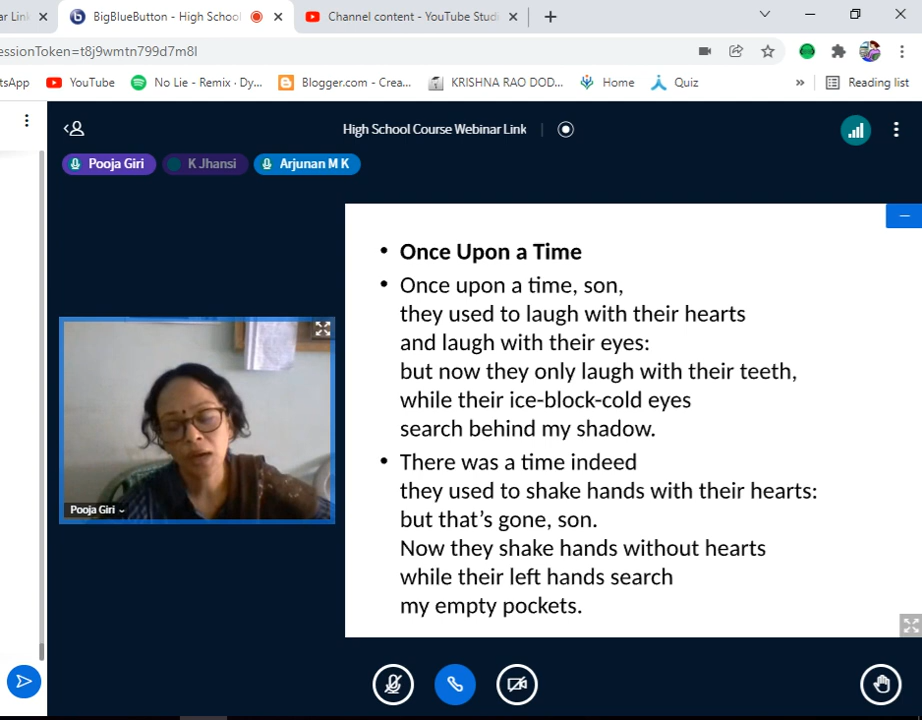 ar Linl
BigBlueButton - High School
Channel content - YouTube Studi
essionToken=t8j9wmtn799d7m8l
tsApp
YouTube
No Lie - Remix · Dy...
Blogger.com - Crea...
KRISHNA RAO DOD...
Home
Quiz
»
Reading list
High School Course Webinar Link
Pooja Giri
K Jhansi
Arjunan M K
• Once Upon a Time
• Once upon a time, son,
they used to laugh with their hearts
and laugh with their eyes:
but now they only laugh with their teeth,
while their ice-block-cold eyes
search behind my shadow.
• There was a time indeed
they used to shake hands with their hearts:
but that’s gone, son.
Now they shake hands without hearts
while their left hands search
my empty pockets.
Pooja Giri